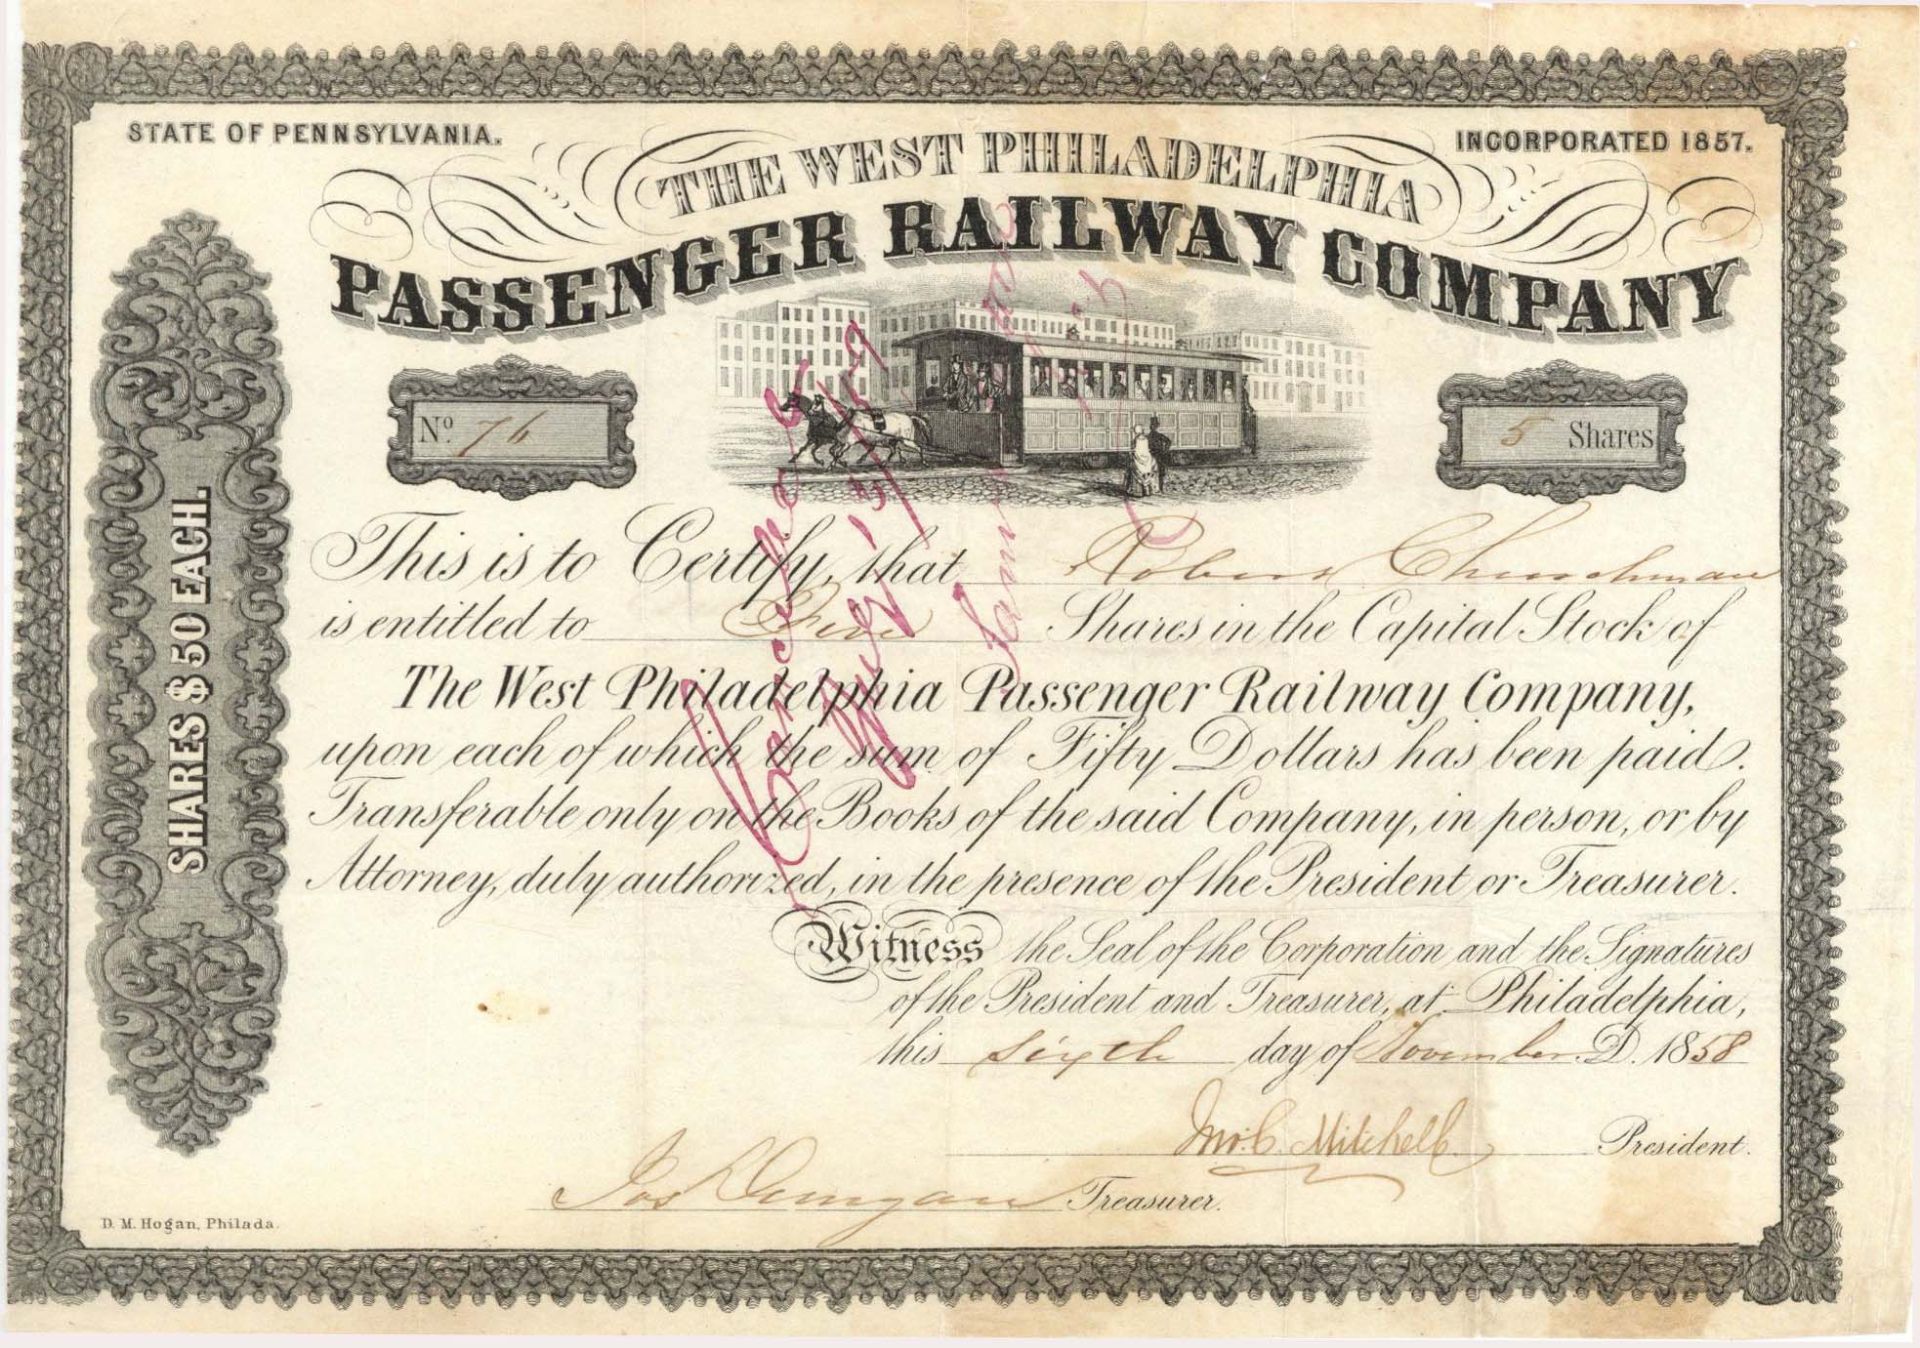 STATE OF PENNSYLVANIA.
INCORPORATED 1857.
THE WEST PHILADELPHIA
PASSENGER RAILWAY COMPANY
No. 76
5 Shares
SHARES $50 EACH.
This is to Certify, that Robert Churchman
is entitled to Five Shares in the Capital Stock of
The West Philadelphia Passenger Railway Company,
upon each of which the sum of Fifty Dollars has been paid.
Transferable only on the Books of the said Company, in person, or by
Attorney, duly authorized, in the presence of the President or Treasurer.
Witness the Seal of the Corporation and the Signatures
of the President and Treasurer, at Philadelphia,
this sixth day of November D. 1858
Jno. C. Mitchell President.
Jos Treasurer.
D. M. Hogan, Philada.
Cancelled